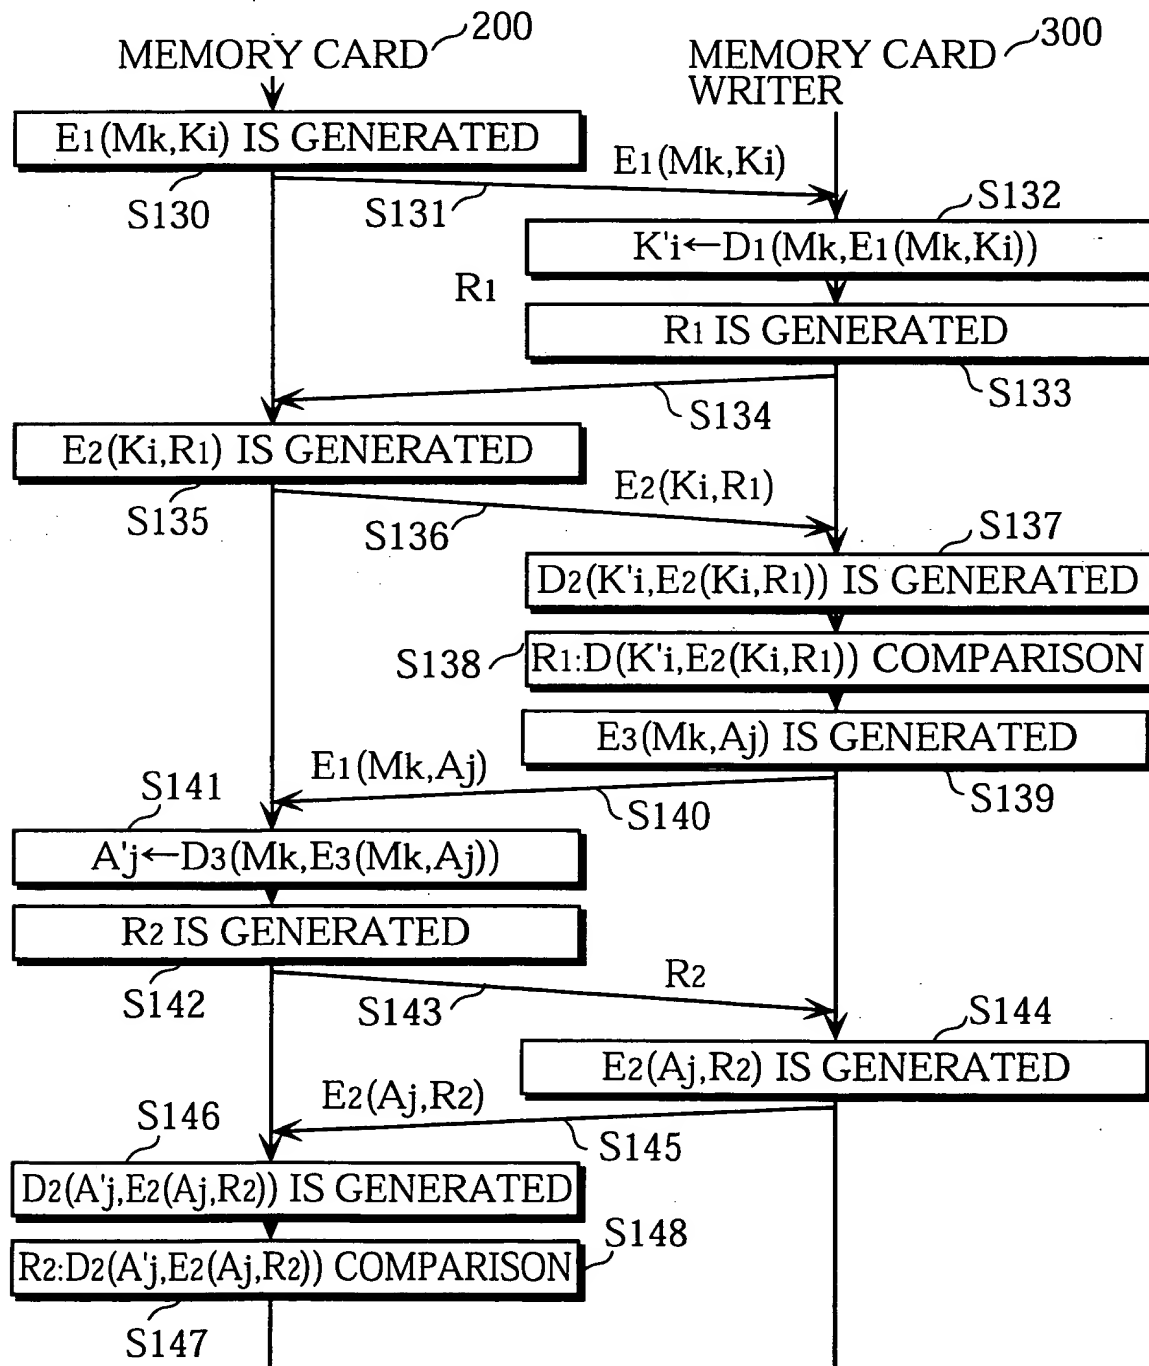 200
MEMORY CARD
300
MEMORY CARD
WRITER
E1(Mk,Ki) IS GENERATED
S130
S131
E1(Mk,Ki)
S132
K'i←D1(Mk,E1(Mk,Ki))
R1
R1 IS GENERATED
S133
S134
E2(Ki,R1) IS GENERATED
S135
S136
E2(Ki,R1)
S137
D2(K'i,E2(Ki,R1)) IS GENERATED
S138
R1:D(K'i,E2(Ki,R1)) COMPARISON
E3(Mk,Aj) IS GENERATED
S139
E1(Mk,Aj)
S140
S141
A'j←D3(Mk,E3(Mk,Aj))
R2 IS GENERATED
S142
S143
R2
S144
E2(Aj,R2) IS GENERATED
E2(Aj,R2)
S145
S146
D2(A'j,E2(Aj,R2)) IS GENERATED
S148
R2:D2(A'j,E2(Aj,R2)) COMPARISON
S147